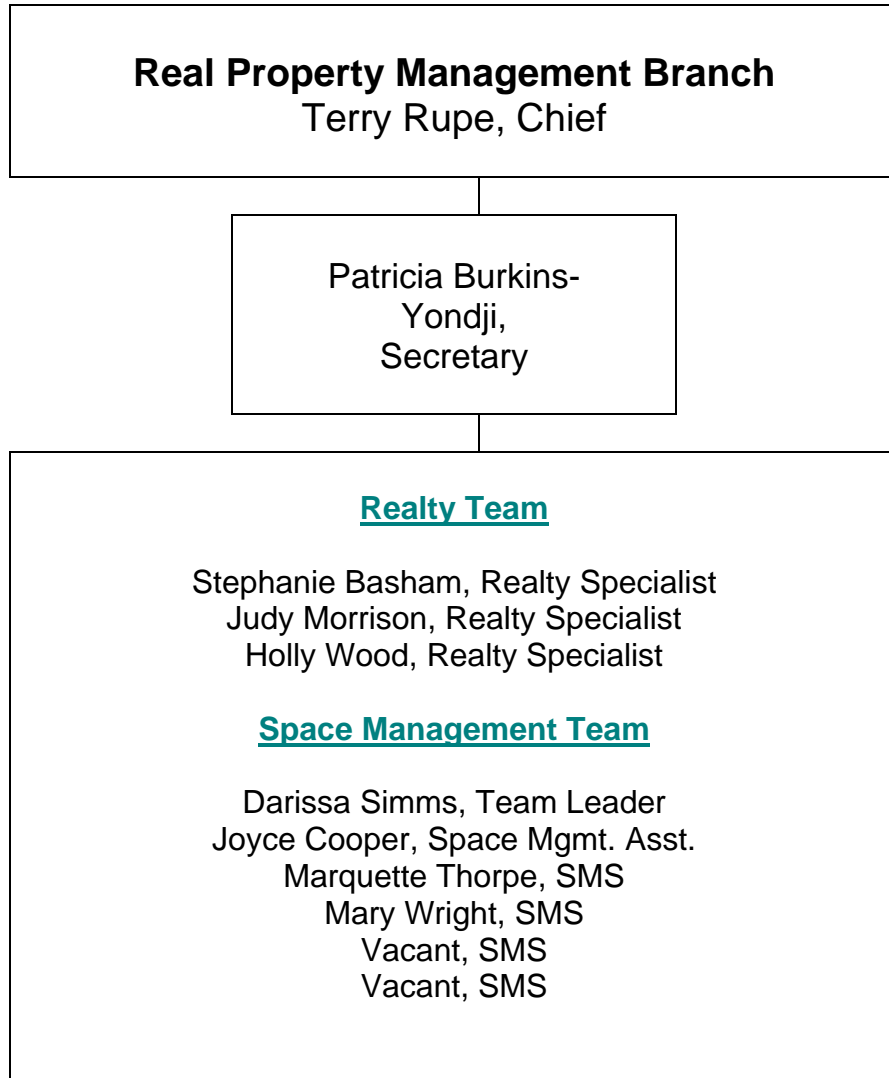 Real Property Management Branch
Terry Rupe, Chief
Patricia Burkins-
Yondji,
Secretary
Realty Team
Stephanie Basham, Realty Specialist
Judy Morrison, Realty Specialist
Holly Wood, Realty Specialist
Space Management Team
Darissa Simms, Team Leader
Joyce Cooper, Space Mgmt. Asst.
Marquette Thorpe, SMS
Mary Wright, SMS
Vacant, SMS
Vacant, SMS